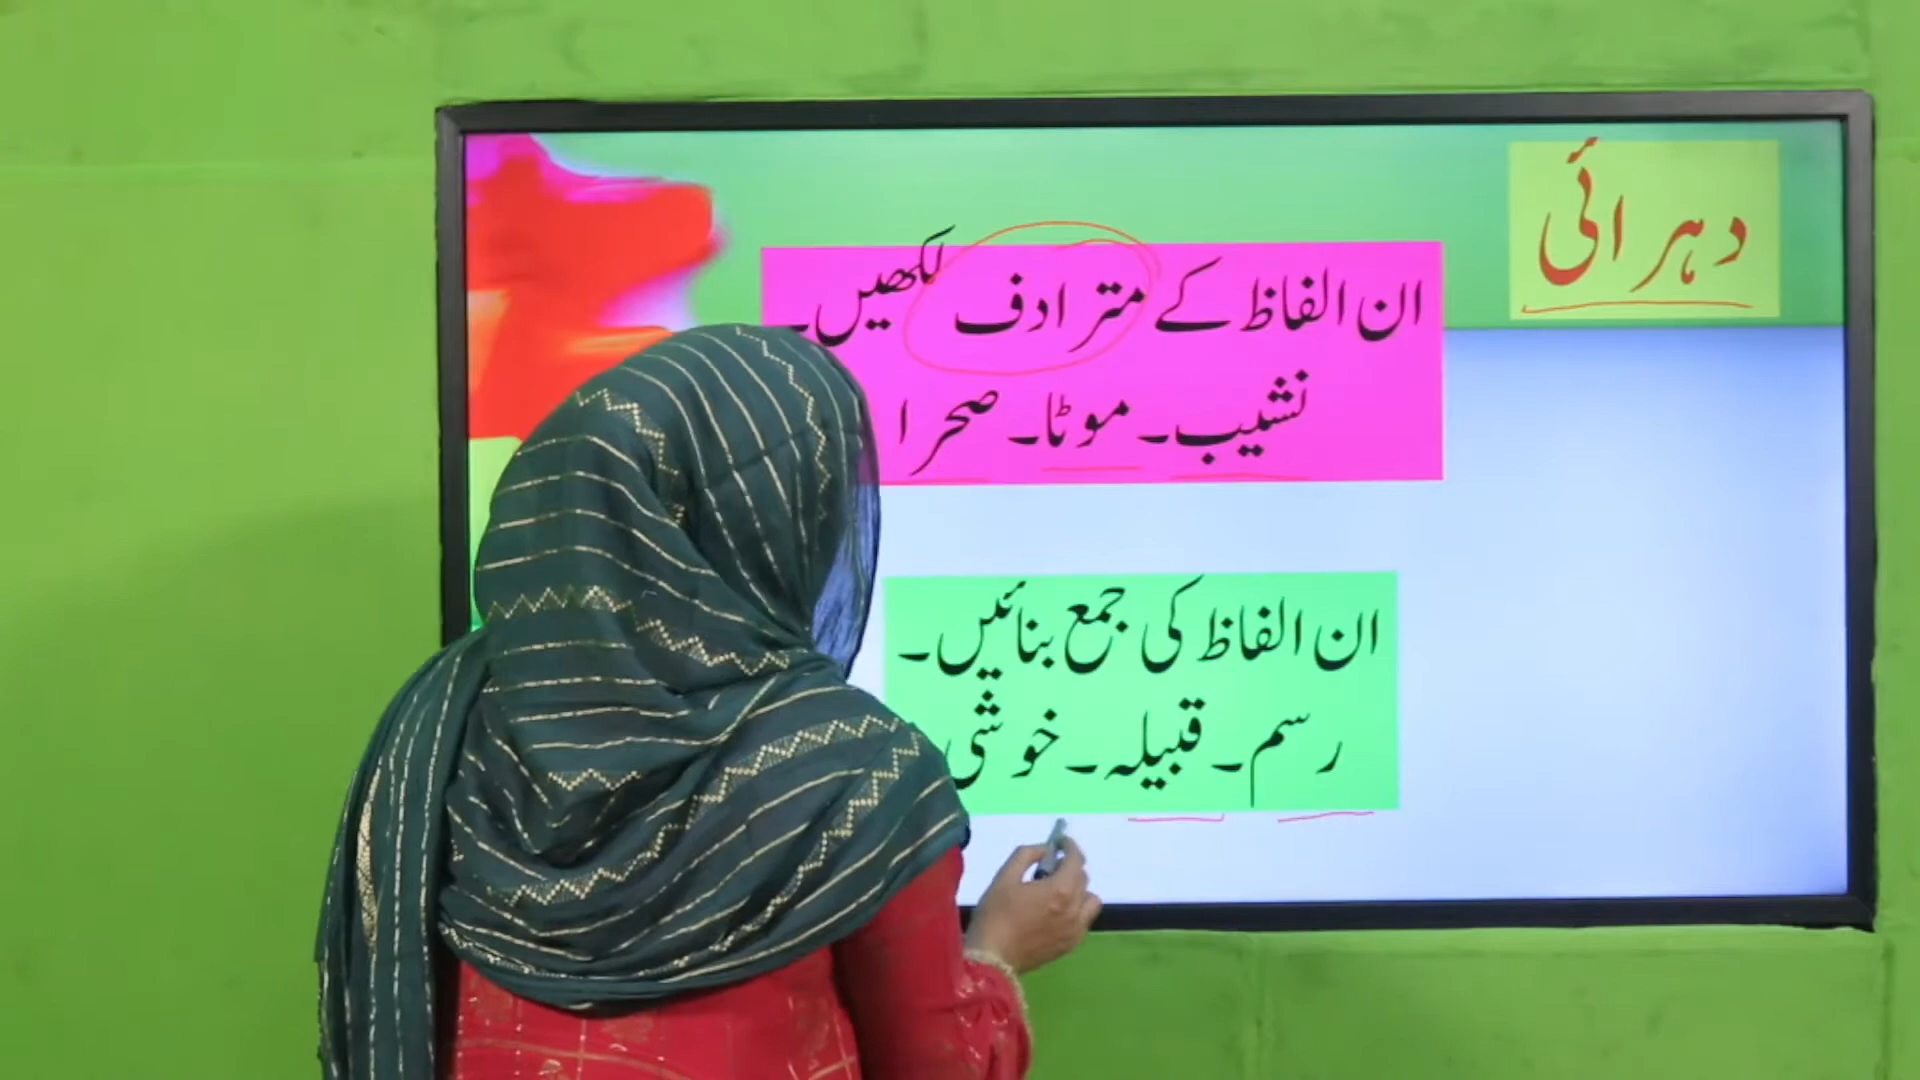 دہرائی
ان الفاظ کے مترادف لکھیں۔
نشیب۔ موٹا۔ صحرا
ان الفاظ کی جمع بنائیں۔
رسم۔ قبیلہ۔ خوشی